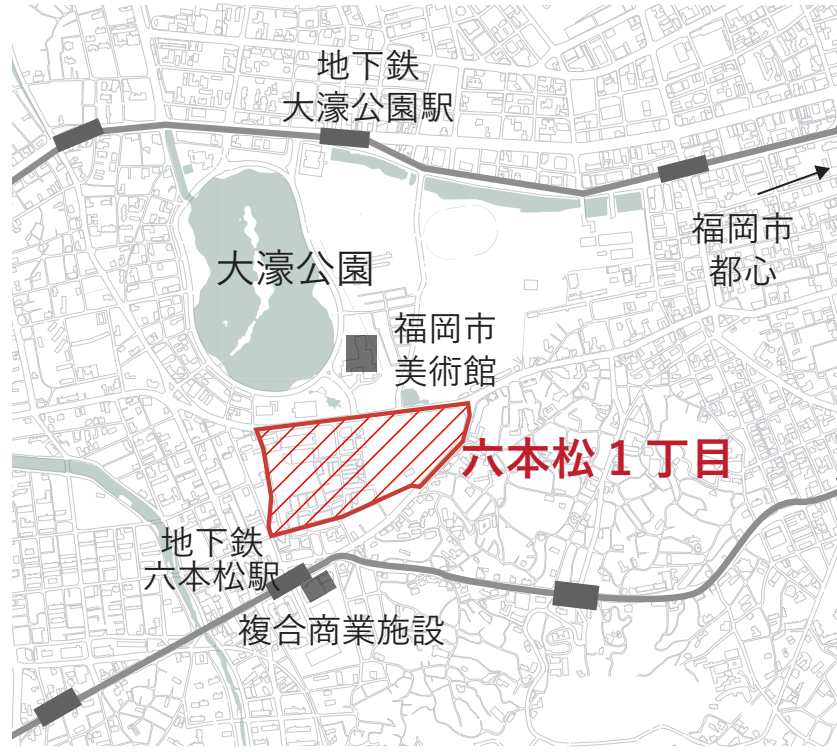 地下鉄
大濠公園駅
福岡市
都心
大濠公園
福岡市
美術館
六本松1丁目
地下鉄
六本松駅
複合商業施設